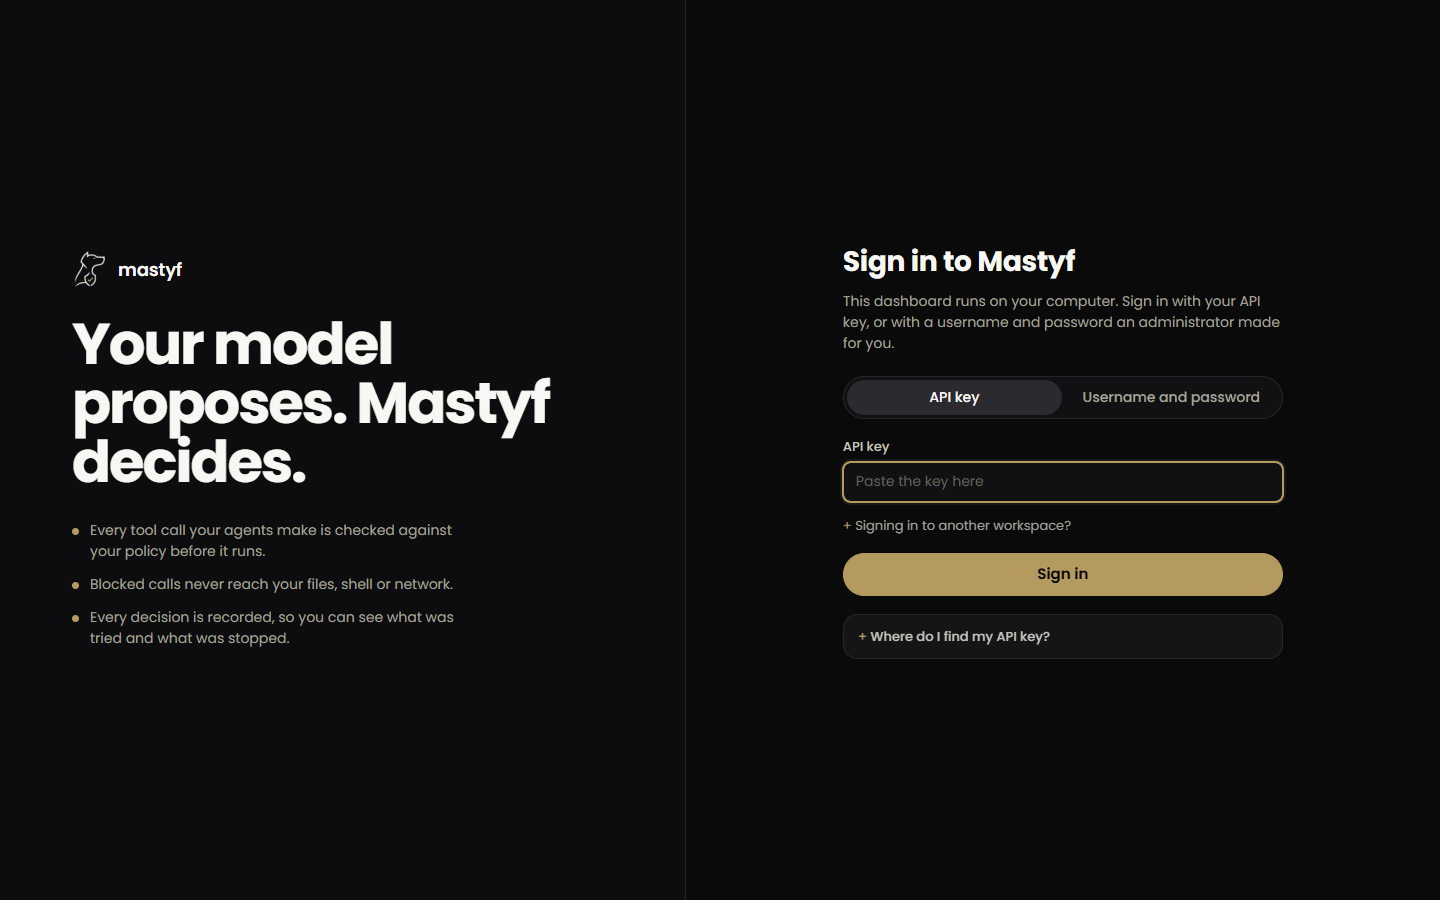 mastyf
Your model
proposes. Mastyf
decides.
Every tool call your agents make is checked against
your policy before it runs.
Blocked calls never reach your files, shell or network.
Every decision is recorded, so you can see what was
tried and what was stopped.
Sign in to Mastyf
This dashboard runs on your computer. Sign in with your API
key, or with a username and password an administrator made
for you.
API key
Username and password
API key
Paste the key here
+ Signing in to another workspace?
Sign in
+ Where do I find my API key?